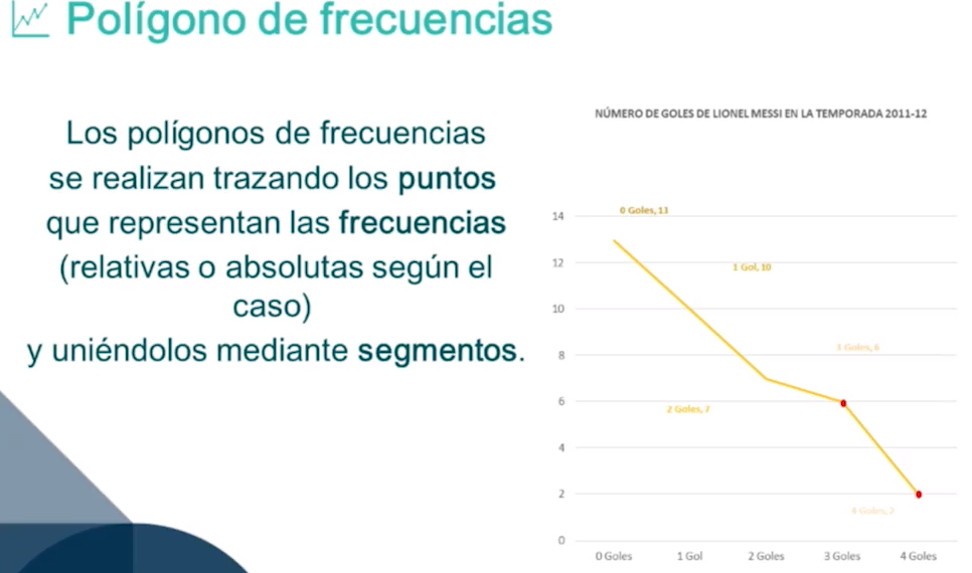 Polígono de frecuencias
Los polígonos de frecuencias
se realizan trazando los puntos
que representan las frecuencias
(relativas o absolutas según el
caso)
y uniéndolos mediante segmentos.
NÚMERO DE GOLES DE LIONEL MESSI EN LA TEMPORADA 2011-12
14
0 Goles, 13
12
1 Gol, 10
10
8
3 Goles, 6
6
2 Goles, 7
4
2
4 Goles, 2
0
0 Goles 1 Gol 2 Goles 3 Goles 4 Goles